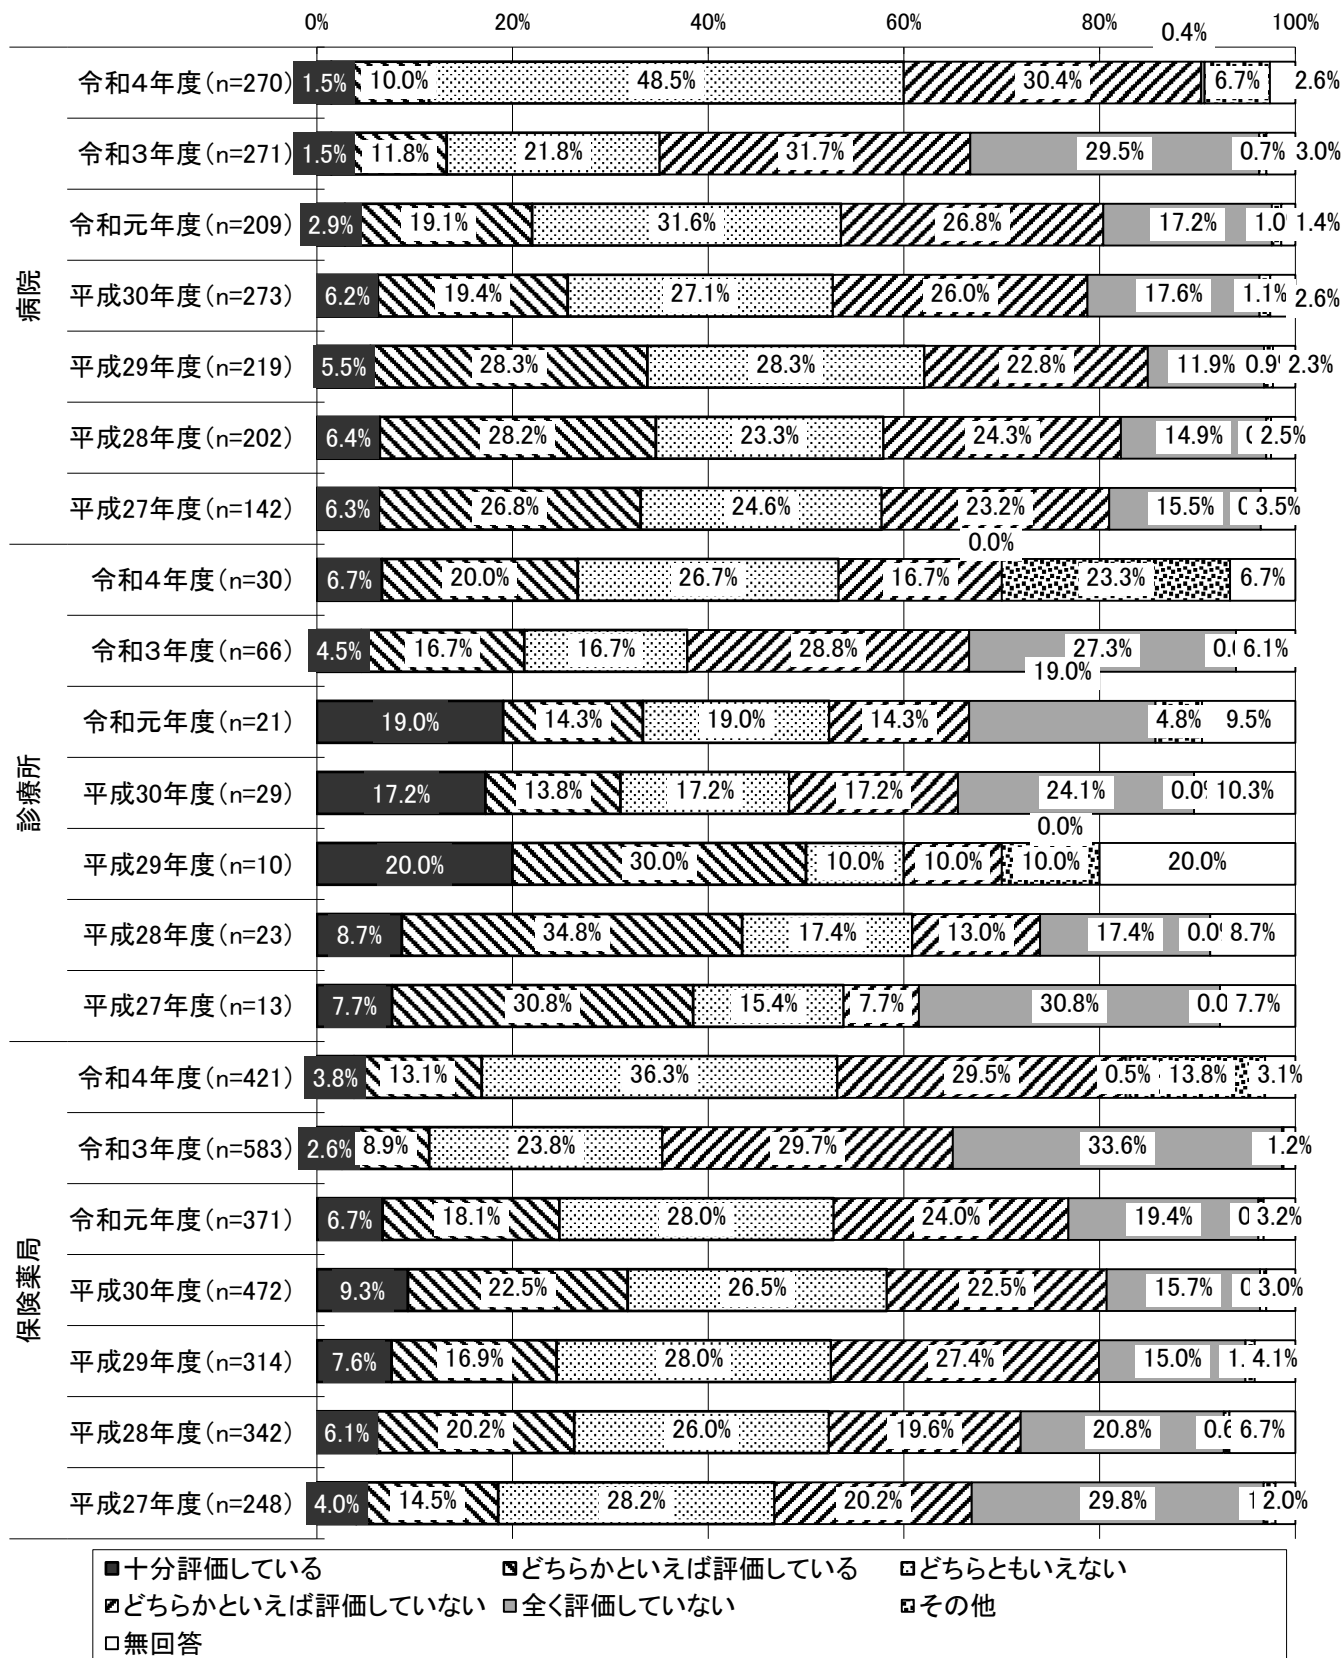 0% 20% 40% 60% 80% 100%
0.4%
病院
令和4年度(n=270) 1.5% 10.0% 48.5% 30.4% 6.7% 2.6%
令和3年度(n=271) 1.5% 11.8% 21.8% 31.7% 29.5% 0.7% 3.0%
令和元年度(n=209) 2.9% 19.1% 31.6% 26.8% 17.2% 1.0 1.4%
平成30年度(n=273) 6.2% 19.4% 27.1% 26.0% 17.6% 1.1% 2.6%
平成29年度(n=219) 5.5% 28.3% 28.3% 22.8% 11.9% 0.9 2.3%
平成28年度(n=202) 6.4% 28.2% 23.3% 24.3% 14.9% 2.5%
平成27年度(n=142) 6.3% 26.8% 24.6% 23.2% 15.5% 0. 3.5%
診療所
0.0%
令和4年度(n=30) 6.7% 20.0% 26.7% 16.7% 23.3% 6.7%
令和3年度(n=66) 4.5% 16.7% 16.7% 28.8% 27.3% 0. 6.1%
19.0%
令和元年度(n=21) 19.0% 14.3% 19.0% 14.3% 4.8% 9.5%
平成30年度(n=29) 17.2% 13.8% 17.2% 17.2% 24.1% 0.0 10.3%
0.0%
平成29年度(n=10) 20.0% 30.0% 10.0% 10.0% 10.0% 20.0%
平成28年度(n=23) 8.7% 34.8% 17.4% 13.0% 17.4% 0.0 8.7%
平成27年度(n=13) 7.7% 30.8% 15.4% 7.7% 30.8% 0.0 7.7%
保険薬局
令和4年度(n=421) 3.8% 13.1% 36.3% 29.5% 0.5% 13.8% 3.1%
令和3年度(n=583) 2.6% 8.9% 23.8% 29.7% 33.6% 1.2%
令和元年度(n=371) 6.7% 18.1% 28.0% 24.0% 19.4% 0 3.2%
平成30年度(n=472) 9.3% 22.5% 26.5% 22.5% 15.7% 0 3.0%
平成29年度(n=314) 7.6% 16.9% 28.0% 27.4% 15.0% 1. 4.1%
平成28年度(n=342) 6.1% 20.2% 26.0% 19.6% 20.8% 0.6 6.7%
平成27年度(n=248) 4.0% 14.5% 28.2% 20.2% 29.8% 1 2.0%
十分評価している どちらかといえば評価している どちらともいえない
どちらかといえば評価していない 全く評価していない その他
無回答